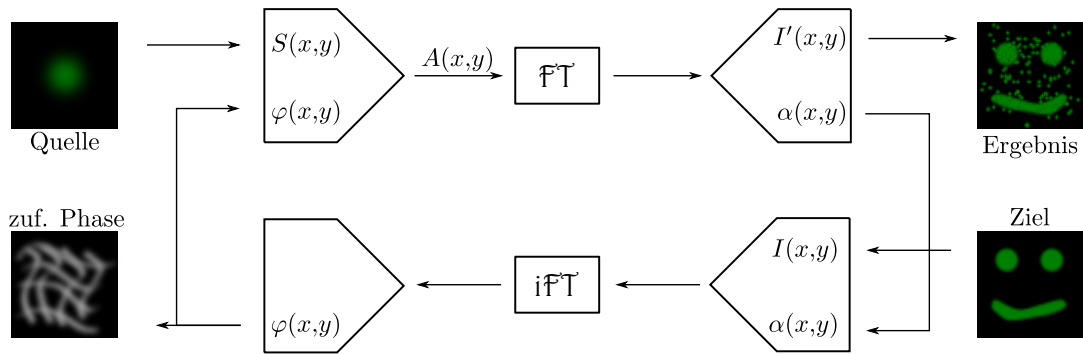 S(x,y)
φ(x,y)
A(x,y)
FT
I′(x,y)
α(x,y)
Quelle
Ergebnis
zuf. Phase
φ(x,y)
iFT
I(x,y)
α(x,y)
Ziel